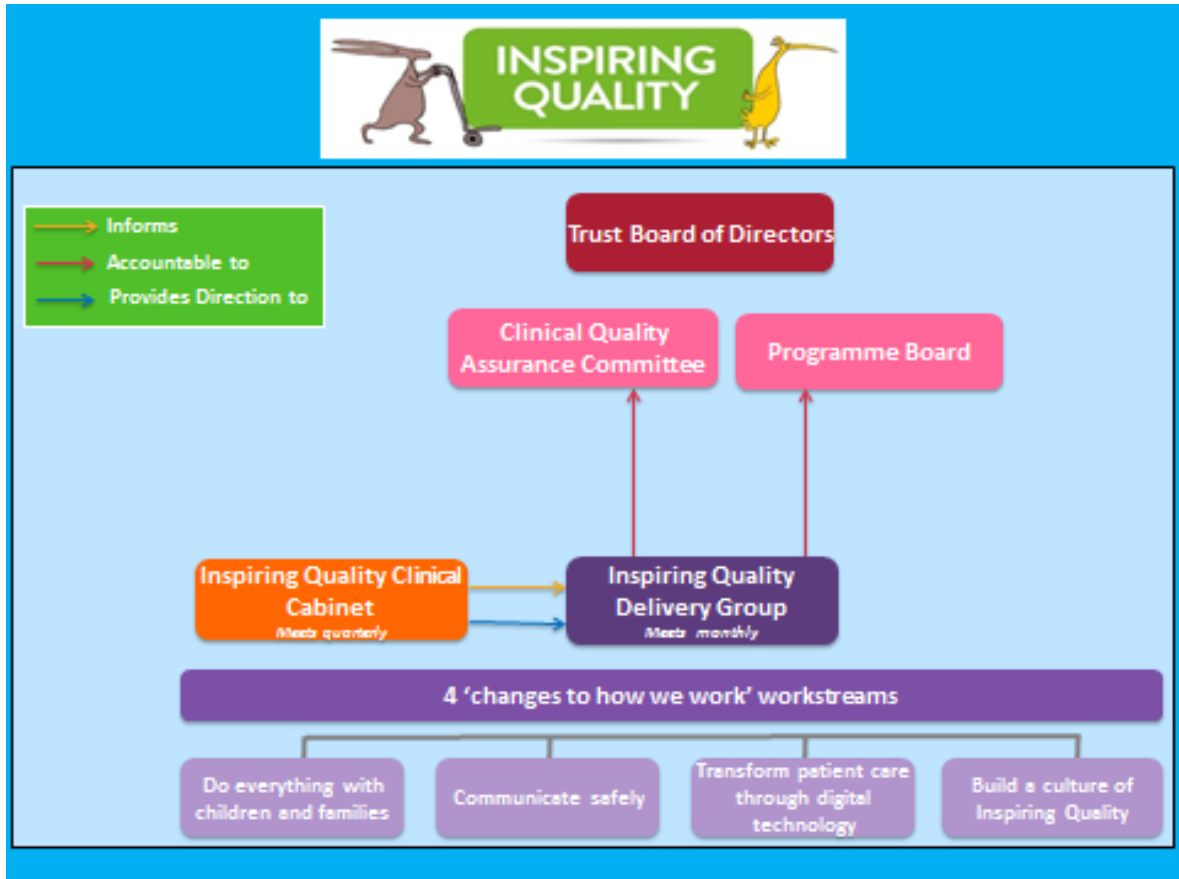 INSPIRING
QUALITY
Informs
Accountable to
Provides Direction to
Trust Board of Directors
Clinical Quality
Assurance Committee
Programme Board
Inspiring Quality Clinical
Cabinet
Meets quarterly
Inspiring Quality
Delivery Group
Meets monthly
4 ‘changes to how we work’ workstreams
Do everything with
children and families
Communicate safely
Transform patient care
through digital
technology
Build a culture of
Inspiring Quality